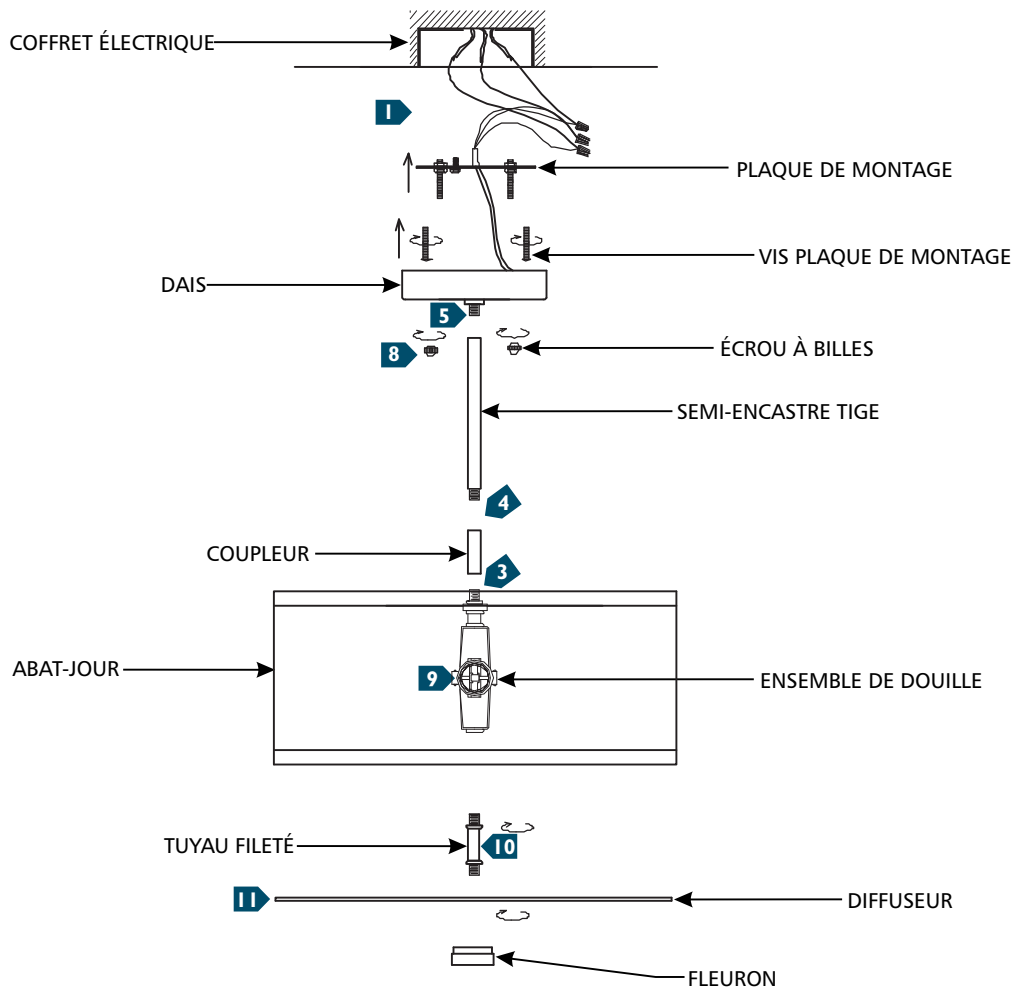 COFFRET ÉLECTRIQUE
1
PLAQUE DE MONTAGE
VIS PLAQUE DE MONTAGE
DAIS
5
8
ÉCROU À BILLES
SEMI-ENCASTRE TIGE
4
COUPLEUR
3
ABAT-JOUR
9
ENSEMBLE DE DOUILLE
TUYAU FILETÉ
10
11
DIFFUSEUR
FLEURON